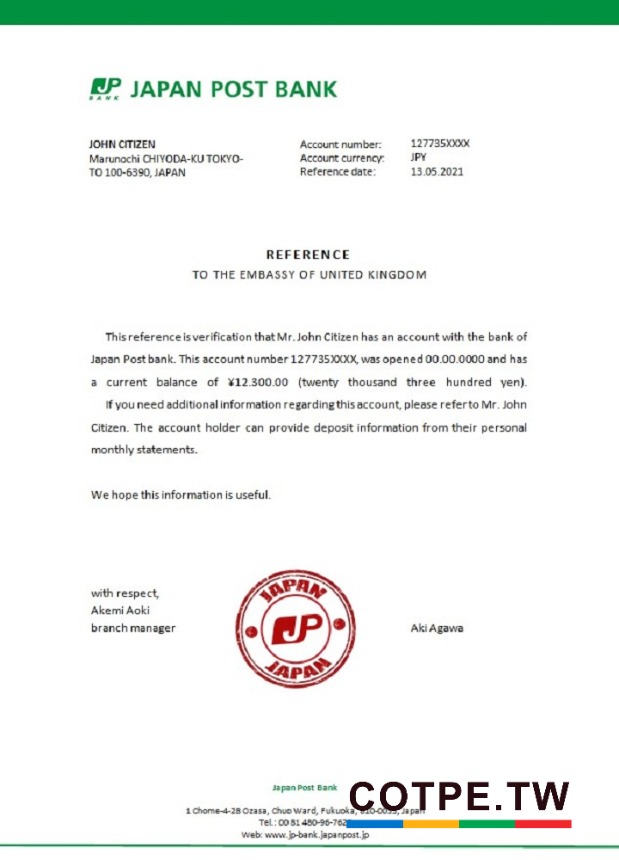 JP BANK JAPAN POST BANK
JOHN CITIZEN
Marunochi CHIYODA-KU TOKYO-
TO 100-6390, JAPAN
Account number: 127735XXXX
Account currency: JPY
Reference date: 13.05.2021
REFERENCE
TO THE EMBASSY OF UNITED KINGDOM
This reference is verification that Mr. John Citizen has an account with the bank of
Japan Post bank. This account number 127735XXXX, was opened 00.00.0000 and has
a current balance of ¥12.300.00 (twenty thousand three hundred yen).
If you need additional information regarding this account, please refer to Mr. John
Citizen. The account holder can provide deposit information from their personal
monthly statements.
We hope this information is useful.
with respect,
Akemi Aoki
branch manager
JAPAN
JP
JAPAN
Aki Agawa
Japan Post Bank
1 Chome-4-28 Ozasa, Chuo Ward, Fukuoka, Japan
Tel.: 00 81 480-96-762
Web: www.jp-bank.japanpost.jp
COTPE.TW